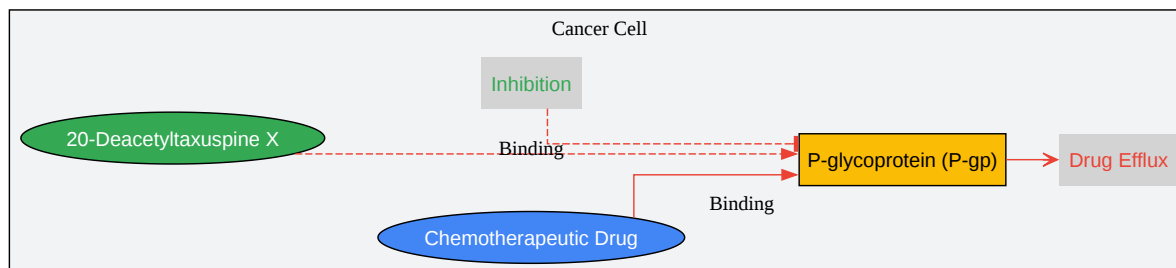 Cancer Cell
Inhibition
20-Deacetyltaxuspine X
Binding
P-glycoprotein (P-gp)
Drug Efflux
Binding
Chemotherapeutic Drug